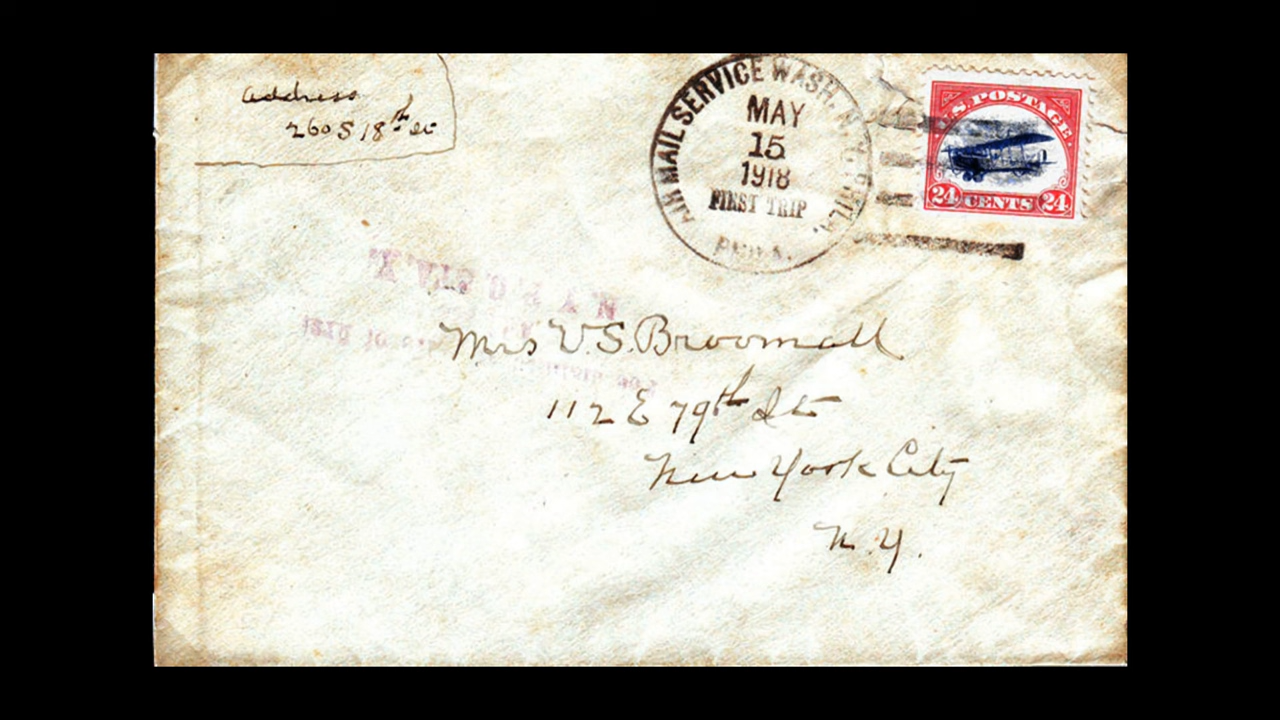 address
260 S 18th St
AIR MAIL SERVICE WASH. N.Y. PHILA.
MAY
15
1918
FIRST TRIP
PHILA.
U.S. POSTAGE
24 CENTS 24
Mrs V.S. Broomall
112 E 79th St
New York City
N.Y.